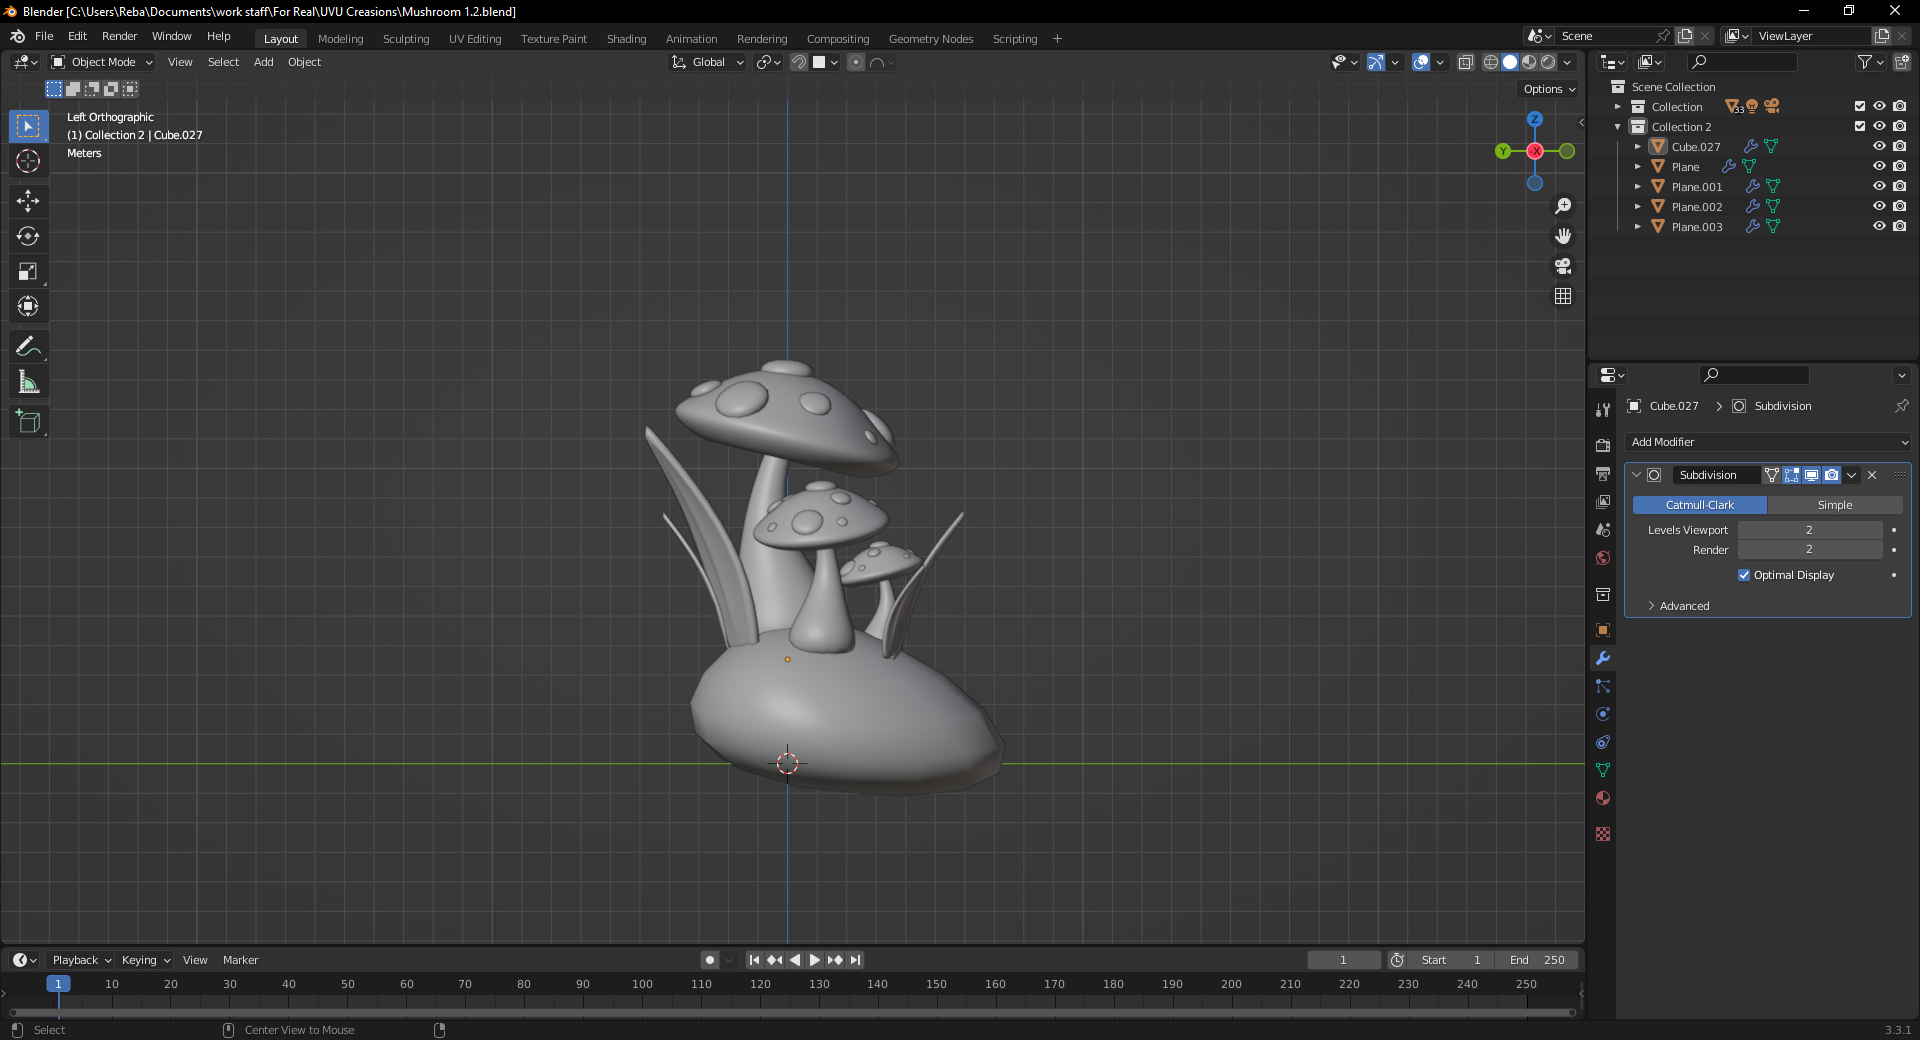 Blender [C:\Users\Reba\Documents\work staff\For Real\UVU Creasions\Mushroom 1.2.blend]
File Edit Render Window Help Layout Modeling Sculpting UV Editing Texture Paint Shading Animation Rendering Compositing Geometry Nodes Scripting + Scene ViewLayer
Object Mode View Select Add Object Global
Options
Left Orthographic
(1) Collection 2 | Cube.027
Meters
Z
Y
X
Scene Collection
Collection 33
Collection 2
Cube.027
Plane
Plane.001
Plane.002
Plane.003
Cube.027 > Subdivision
Add Modifier
Subdivision
Catmull-Clark Simple
Levels Viewport 2
Render 2
Optimal Display
Advanced
Playback Keying View Marker 1 Start 1 End 250
1 10 20 30 40 50 60 70 80 90 100 110 120 130 140 150 160 170 180 190 200 210 220 230 240 250
Select Center View to Mouse 3.3.1